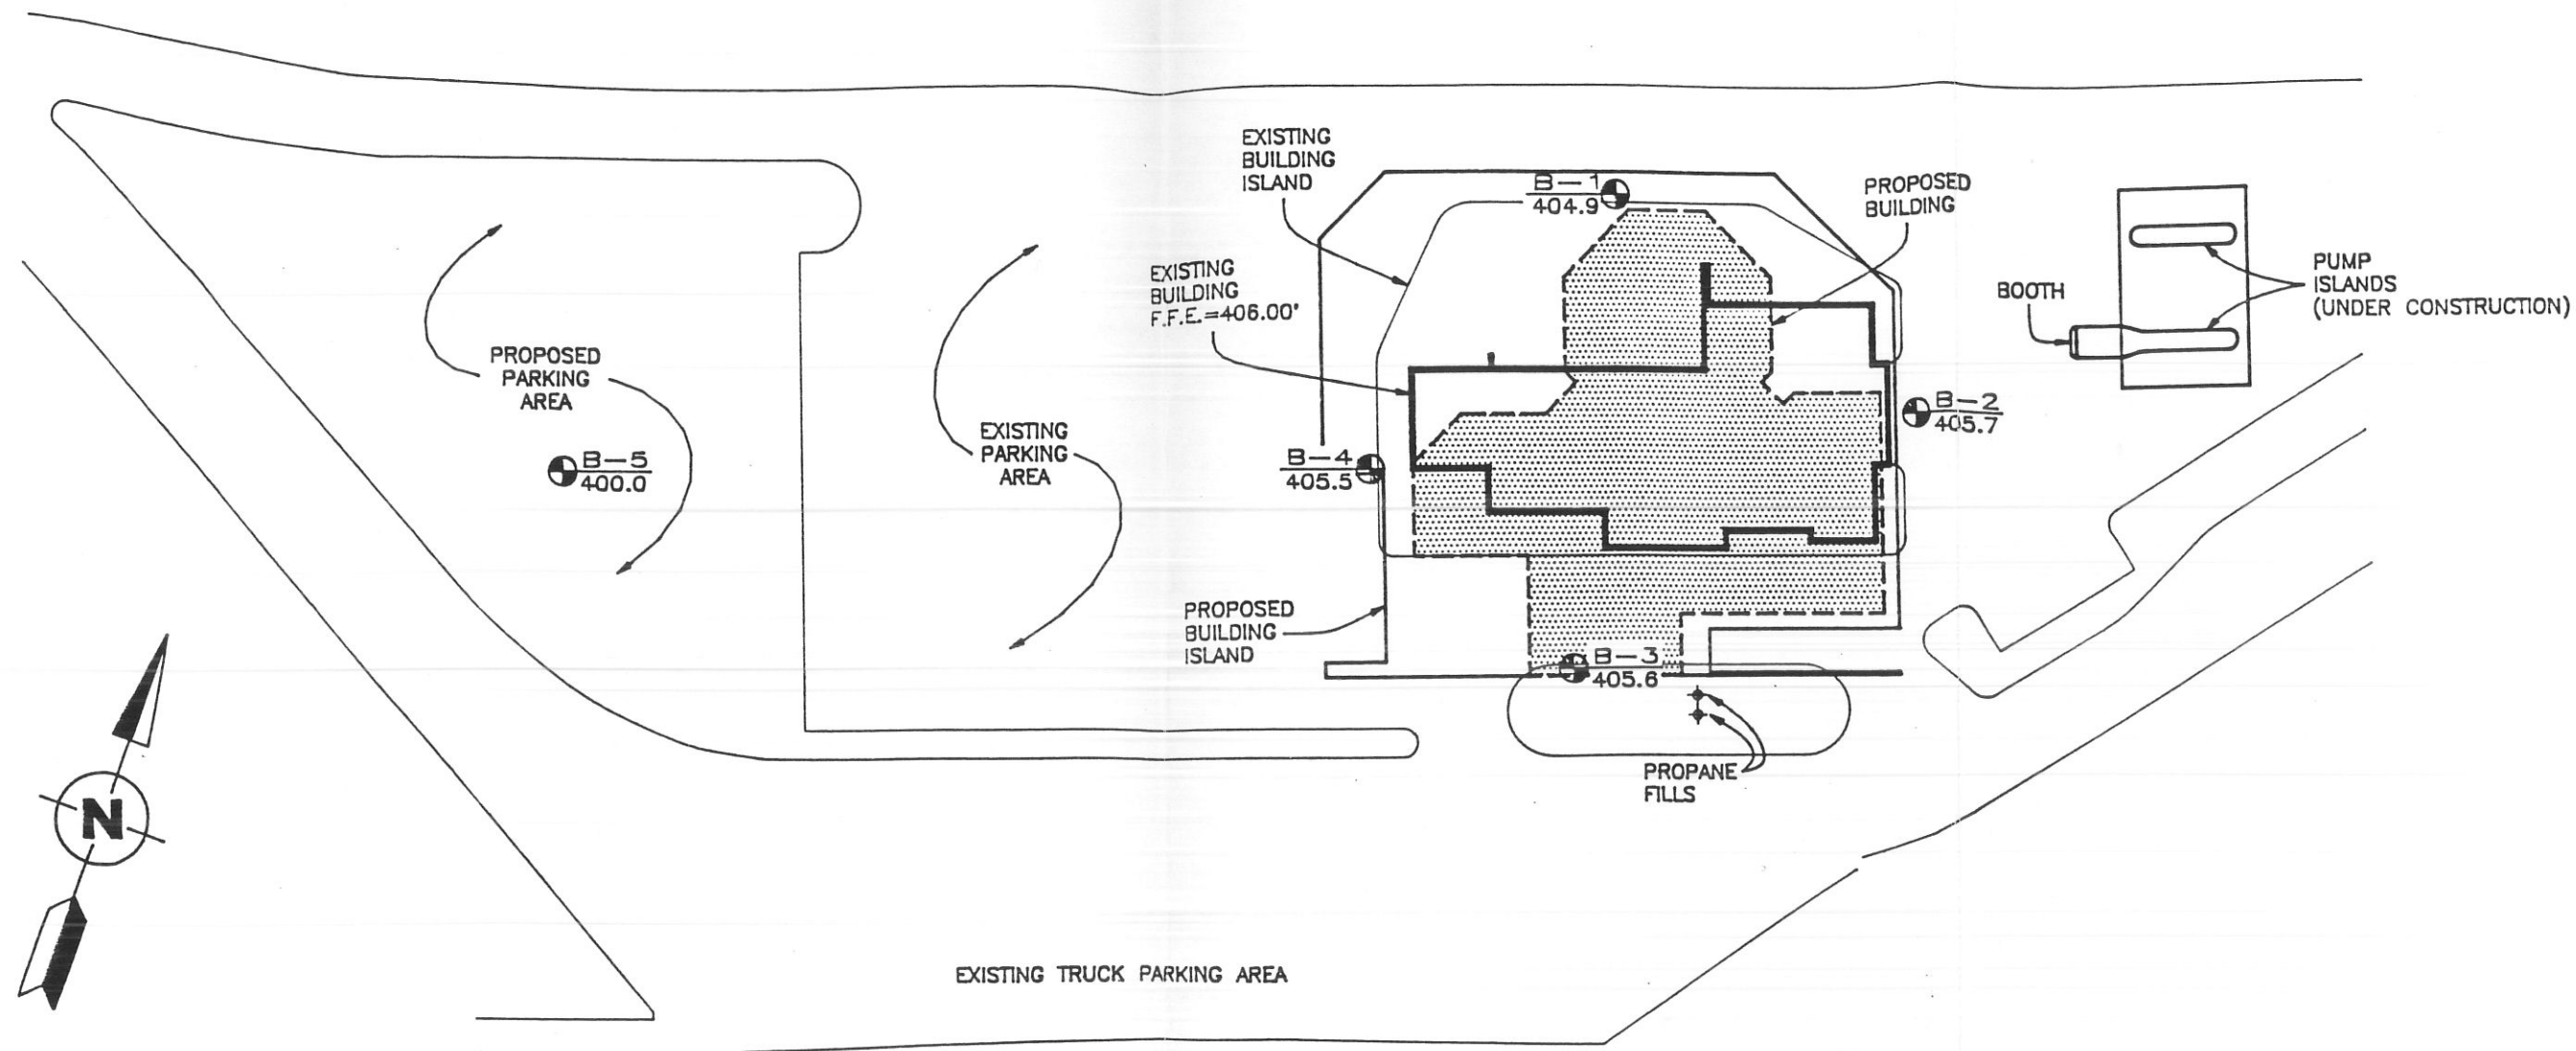 EXISTING
BUILDING
ISLAND
B-1
404.9
PROPOSED
BUILDING
EXISTING
BUILDING
F.F.E.=406.00'
BOOTH
PUMP
ISLANDS
(UNDER CONSTRUCTION)
PROPOSED
PARKING
AREA
B-2
405.7
EXISTING
PARKING
AREA
B-5
400.0
B-4
405.5
PROPOSED
BUILDING
ISLAND
B-3
405.6
PROPANE
FILLS
N
EXISTING TRUCK PARKING AREA